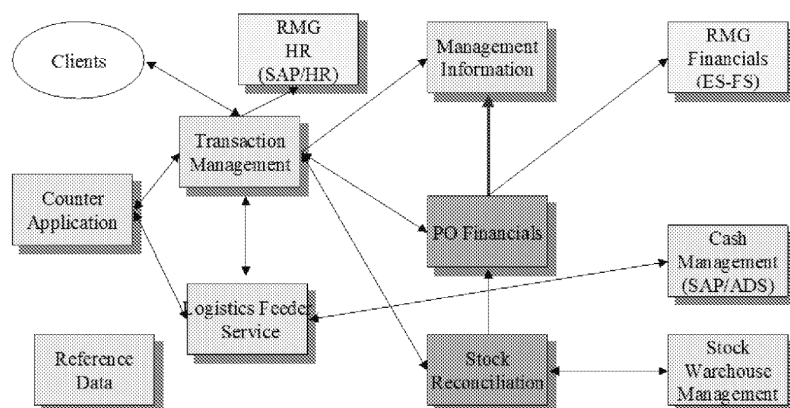 Clients
RMG
HR
(SAP/HR)
Management
Information
RMG
Financials
(ES-FS)
Transaction
Management
Counter
Application
PO Financials
Cash
Management
(SAP/ADS)
Logistics Feeder
Service
Reference
Data
Stock
Reconciliation
Stock
Warehouse
Management